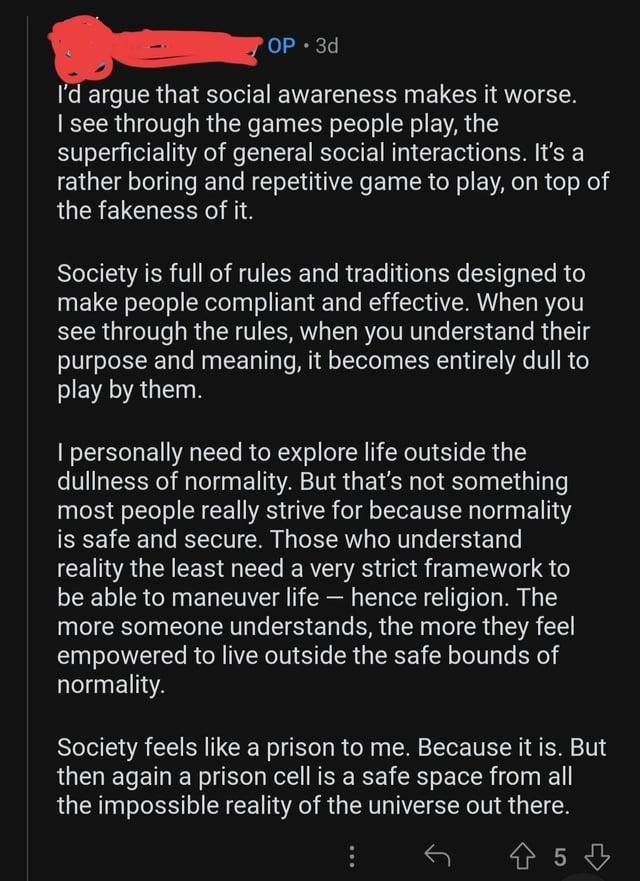 OP • 3d
I’d argue that social awareness makes it worse.
I see through the games people play, the
superficiality of general social interactions. It’s a
rather boring and repetitive game to play, on top of
the fakeness of it.
Society is full of rules and traditions designed to
make people compliant and effective. When you
see through the rules, when you understand their
purpose and meaning, it becomes entirely dull to
play by them.
I personally need to explore life outside the
dullness of normality. But that’s not something
most people really strive for because normality
is safe and secure. Those who understand
reality the least need a very strict framework to
be able to maneuver life — hence religion. The
more someone understands, the more they feel
empowered to live outside the safe bounds of
normality.
Society feels like a prison to me. Because it is. But
then again a prison cell is a safe space from all
the impossible reality of the universe out there.
5